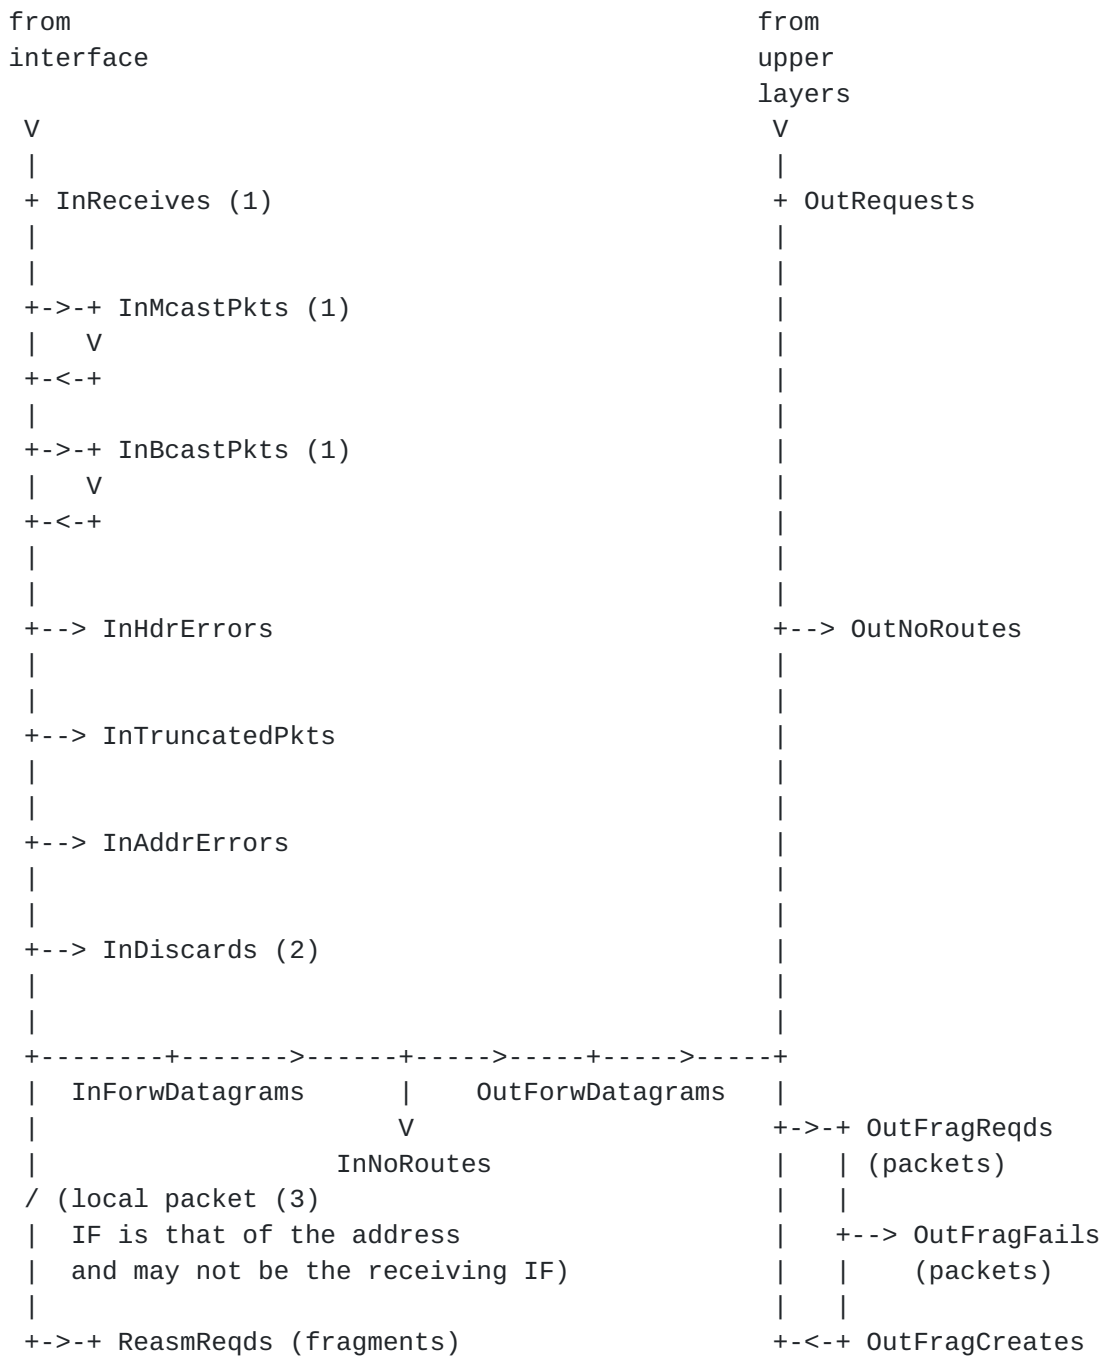 from                                            from
interface                                       upper
                                                layers
 V                                               V
 |                                               |
 + InReceives (1)                                + OutRequests
 |                                               |
 |                                               |
 +->-+ InMcastPkts (1)                           |
 |   V                                           |
 +-<-+                                           |
 |                                               |
 +->-+ InBcastPkts (1)                           |
 |   V                                           |
 +-<-+                                           |
 |                                               |
 |                                               |
 +--> InHdrErrors                                +--> OutNoRoutes
 |                                               |
 |                                               |
 +--> InTruncatedPkts                            |
 |                                               |
 |                                               |
 +--> InAddrErrors                               |
 |                                               |
 |                                               |
 +--> InDiscards (2)                             |
 |                                               |
 |                                               |
 +--------+------->------+----->-----+----->-----+
 |  InForwDatagrams      |    OutForwDatagrams   |
 |                       V                       +->-+ OutFragReqds
 |                   InNoRoutes                  |   | (packets)
 / (local packet (3)                             |   |
 |  IF is that of the address                    |   +--> OutFragFails
 |  and may not be the receiving IF)             |   |    (packets)
 |                                               |   |
 +->-+ ReasmReqds (fragments)                    +-<-+ OutFragCreates